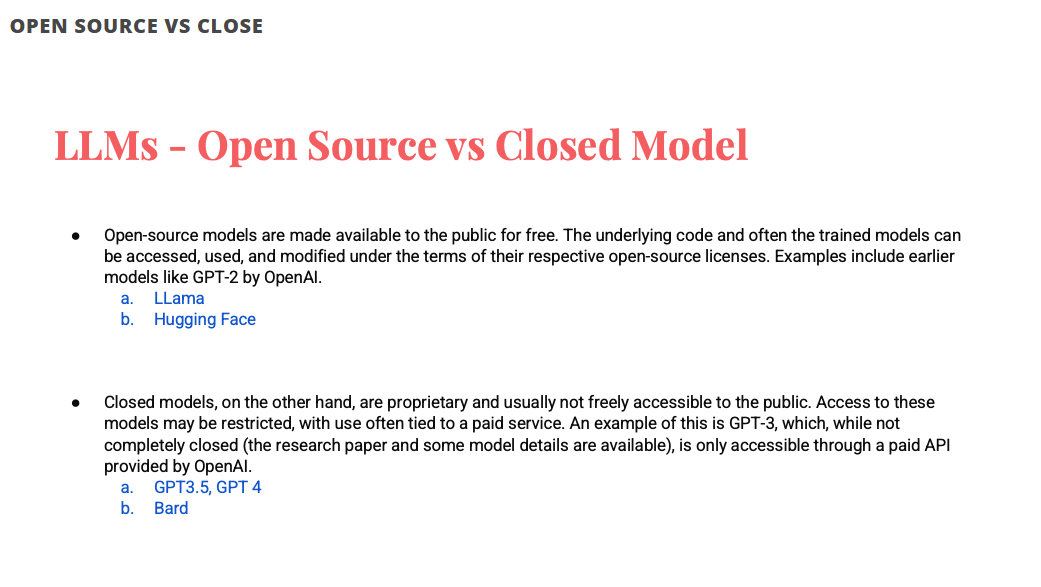 OPEN SOURCE VS CLOSE
LLMs - Open Source vs Closed Model
● Open-source models are made available to the public for free. The underlying code and often the trained models can
be accessed, used, and modified under the terms of their respective open-source licenses. Examples include earlier
models like GPT-2 by OpenAI.
a. LLama
b. Hugging Face
● Closed models, on the other hand, are proprietary and usually not freely accessible to the public. Access to these
models may be restricted, with use often tied to a paid service. An example of this is GPT-3, which, while not
completely closed (the research paper and some model details are available), is only accessible through a paid API
provided by OpenAI.
a. GPT3.5, GPT 4
b. Bard